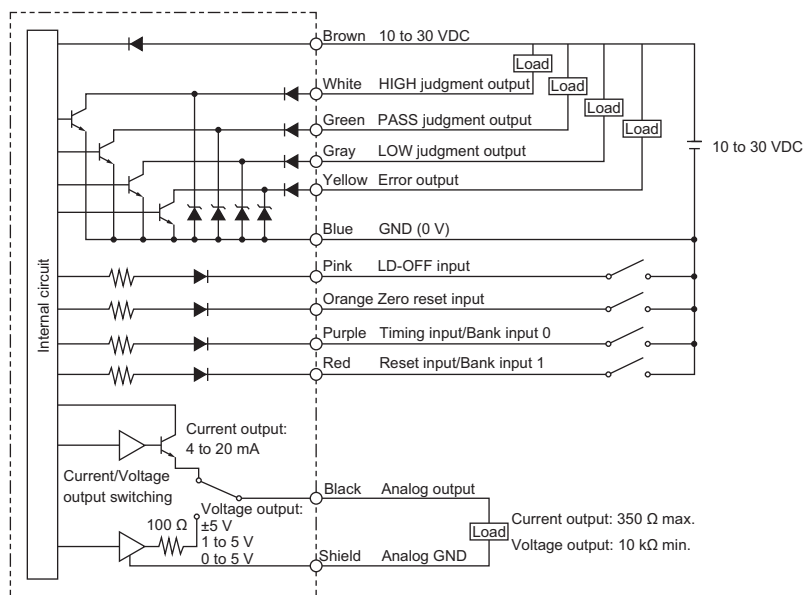 Brown 10 to 30 VDC
Load
White HIGH judgment output
Load
Green PASS judgment output
Load
Gray LOW judgment output
Load
Yellow Error output
10 to 30 VDC
Blue GND (0 V)
Internal circuit
Pink LD-OFF input
Orange Zero reset input
Purple Timing input/Bank input 0
Red Reset input/Bank input 1
Current output:
4 to 20 mA
Current/Voltage
output switching
Black Analog output
Voltage output:
±5 V
1 to 5 V
0 to 5 V
100 Ω
Load
Current output: 350 Ω max.
Voltage output: 10 kΩ min.
Shield Analog GND